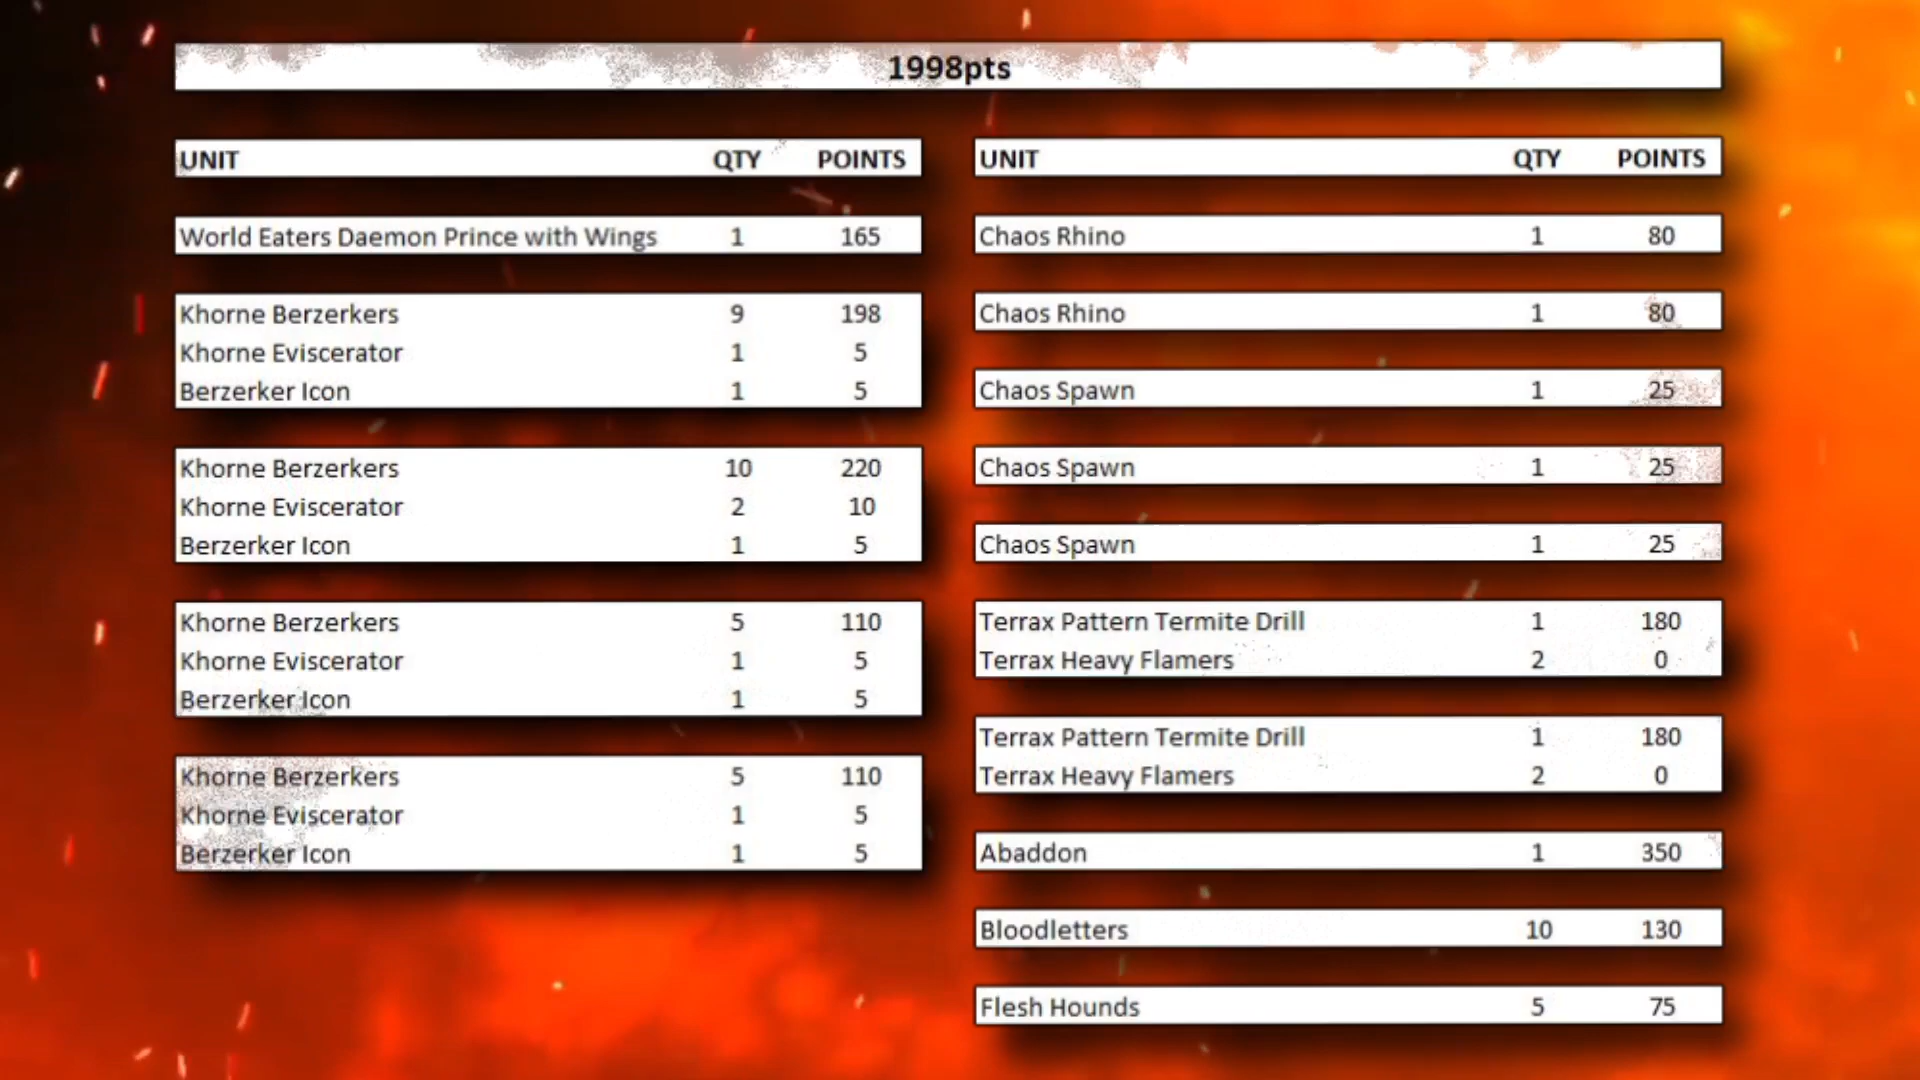 1998pts
UNIT QTY POINTS
World Eaters Daemon Prince with Wings 1 165
Khorne Berzerkers 9 198
Khorne Eviscerator 1 5
Berzerker Icon 1 5
Khorne Berzerkers 10 220
Khorne Eviscerator 2 10
Berzerker Icon 1 5
Khorne Berzerkers 5 110
Khorne Eviscerator 1 5
Berzerker Icon 1 5
Khorne Berzerkers 5 110
Khorne Eviscerator 1 5
Berzerker Icon 1 5
UNIT QTY POINTS
Chaos Rhino 1 80
Chaos Rhino 1 80
Chaos Spawn 1 25
Chaos Spawn 1 25
Chaos Spawn 1 25
Terrax Pattern Termite Drill 1 180
Terrax Heavy Flamers 2 0
Terrax Pattern Termite Drill 1 180
Terrax Heavy Flamers 2 0
Abaddon 1 350
Bloodletters 10 130
Flesh Hounds 5 75